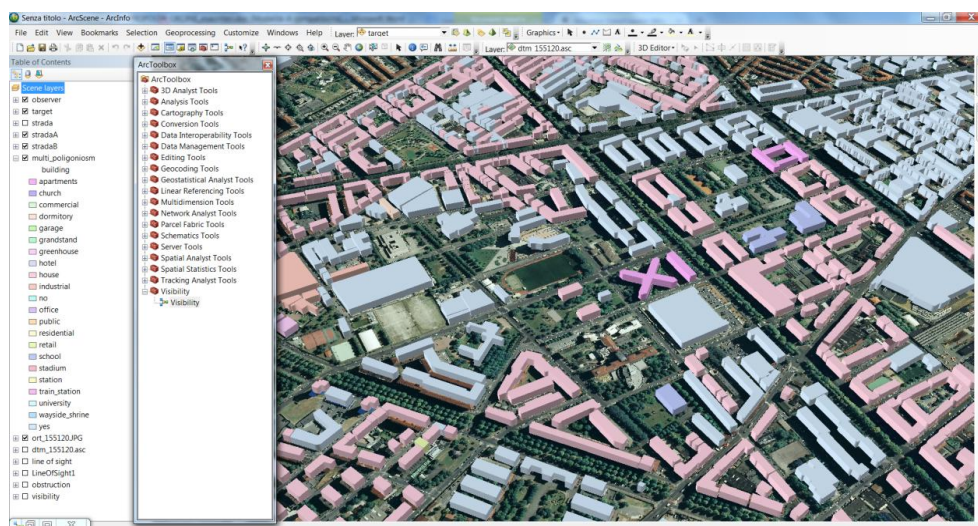 Senza titolo - ArcScene - ArcInfo
File Edit View Bookmarks Selection Geoprocessing Customize Windows Help Layer: target Graphics
Layer: dtm_155120.asc 3D Editor
Table of Contents
Scene layers
observer
target
strada
stradaA
stradaB
multi_poligoniosm
building
apartments
church
commercial
dormitory
garage
grandstand
greenhouse
hotel
house
industrial
no
office
public
residential
retail
school
stadium
station
train_station
university
wayside_shrine
yes
ort_155120.JPG
dtm_155120.asc
line of sight
LineOfSight1
obstruction
visibility
ArcToolbox
ArcToolbox
3D Analyst Tools
Analysis Tools
Cartography Tools
Conversion Tools
Data Interoperability Tools
Data Management Tools
Editing Tools
Geocoding Tools
Geostatistical Analyst Tools
Linear Referencing Tools
Multidimension Tools
Network Analyst Tools
Parcel Fabric Tools
Schematics Tools
Server Tools
Spatial Analyst Tools
Spatial Statistics Tools
Tracking Analyst Tools
Visibility
Visibility